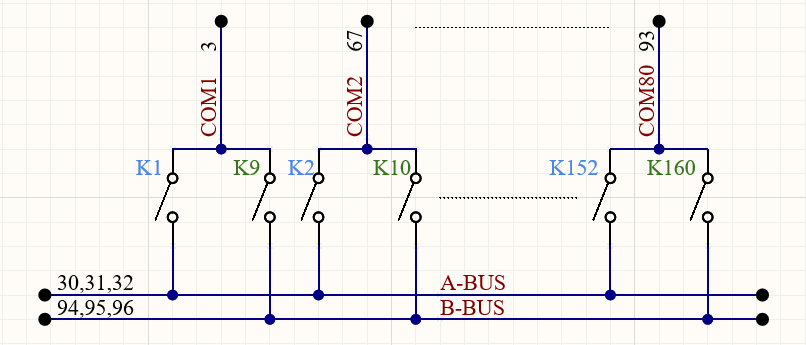 3
67
93
COM1
COM2
COM80
K1
K9
K2
K10
K152
K160
30,31,32
A-BUS
94,95,96
B-BUS